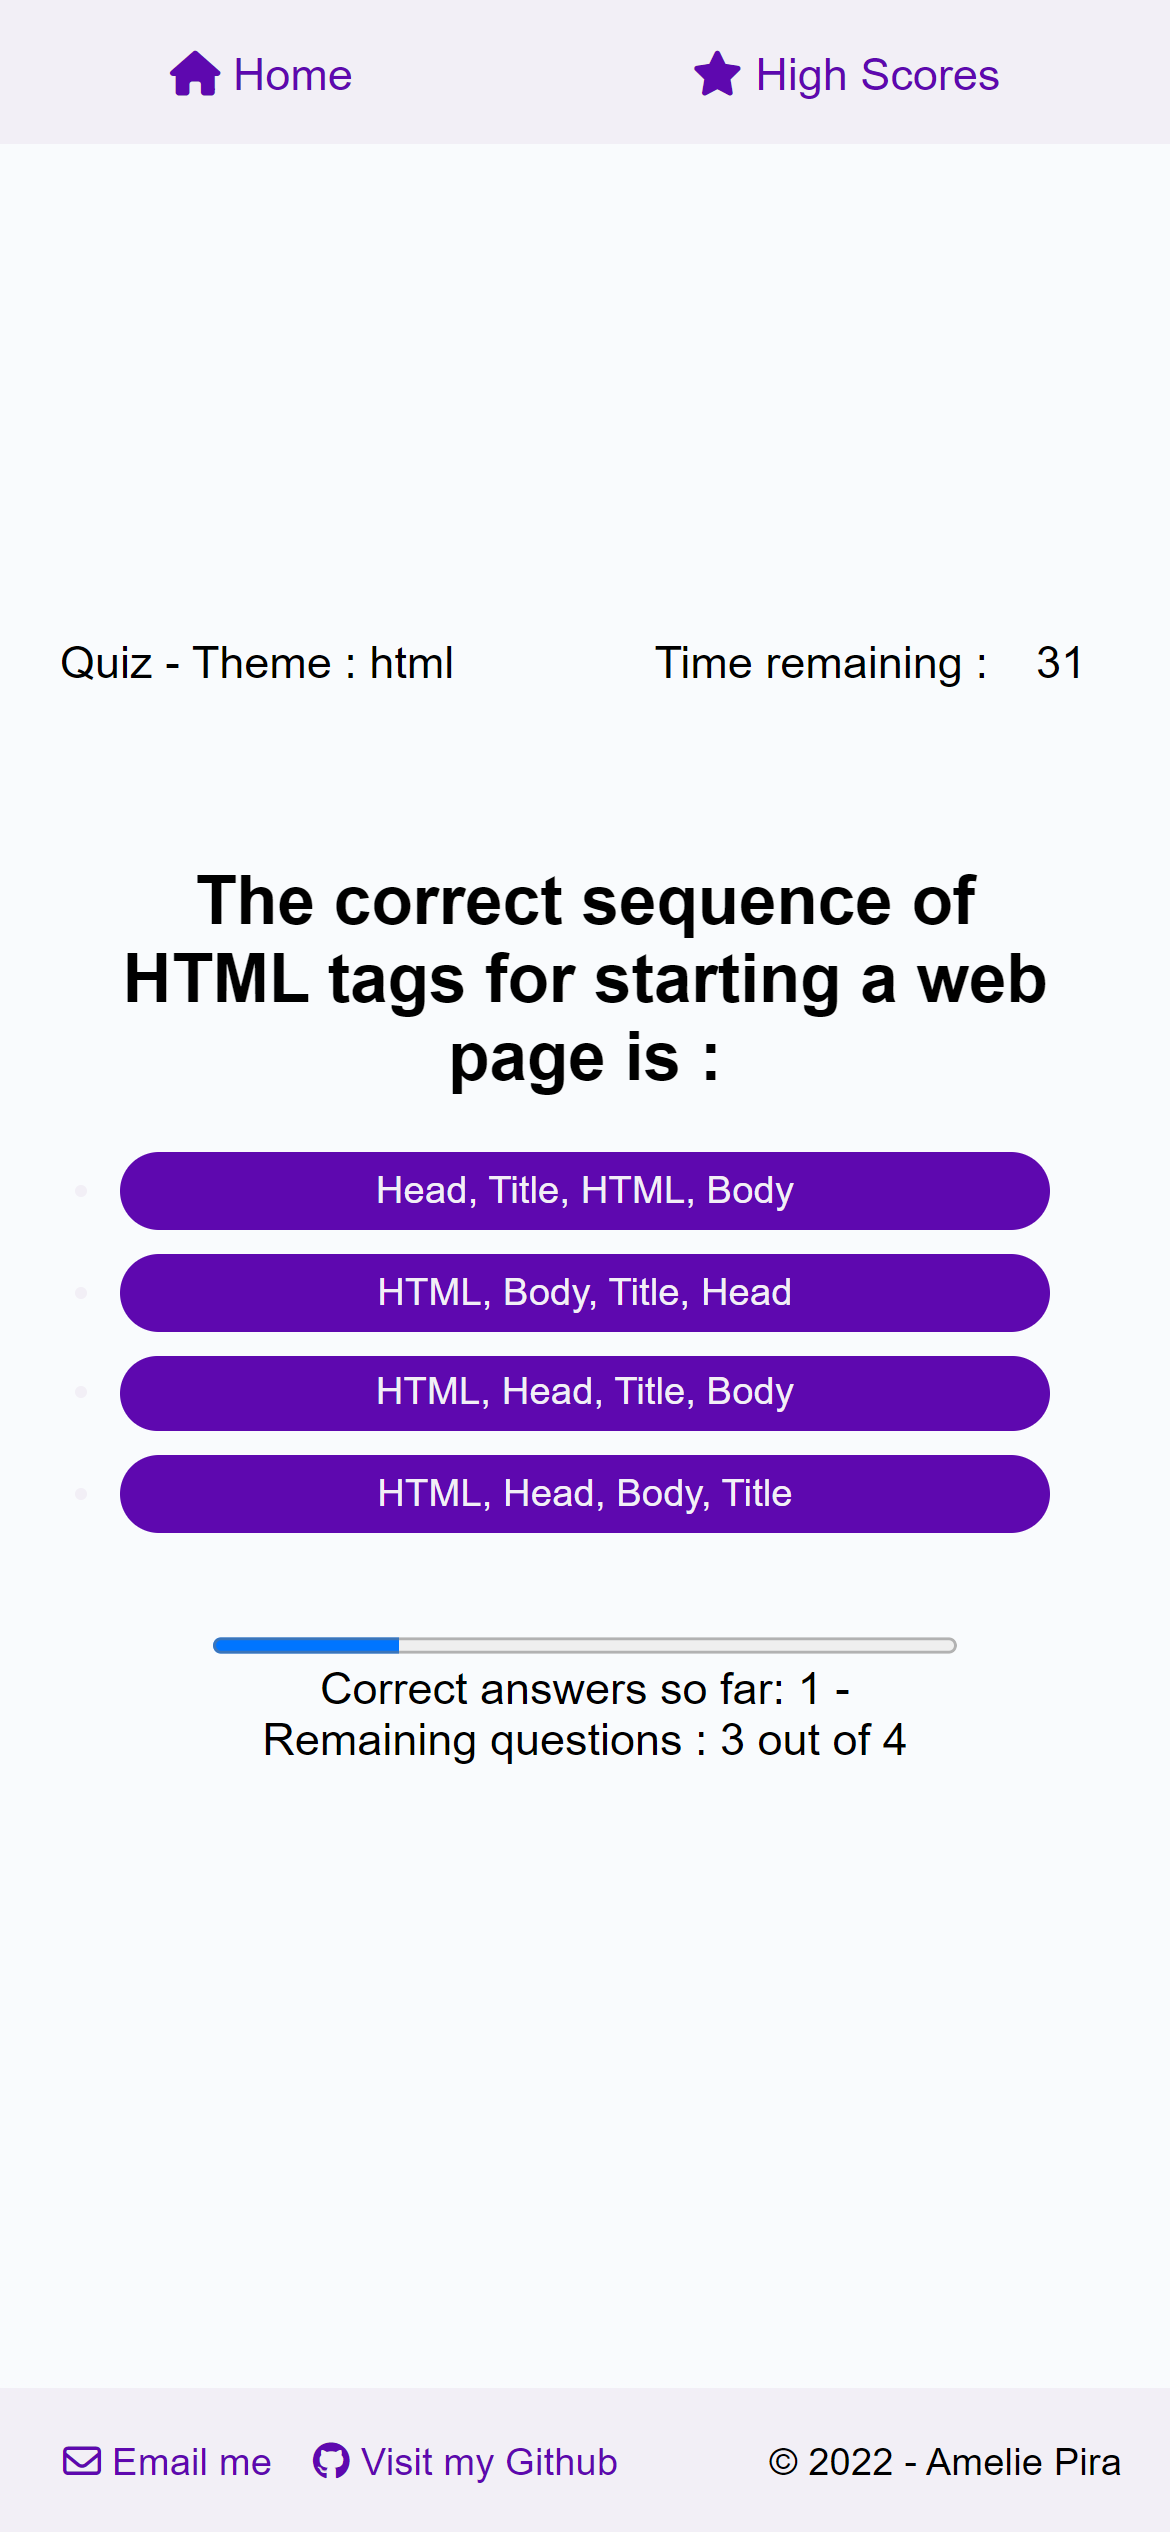 Home
High Scores
Quiz - Theme : html
Time remaining : 31
The correct sequence of
HTML tags for starting a web
page is :
Head, Title, HTML, Body
HTML, Body, Title, Head
HTML, Head, Title, Body
HTML, Head, Body, Title
Correct answers so far: 1 -
Remaining questions : 3 out of 4
Email me
Visit my Github
© 2022 - Amelie Pira